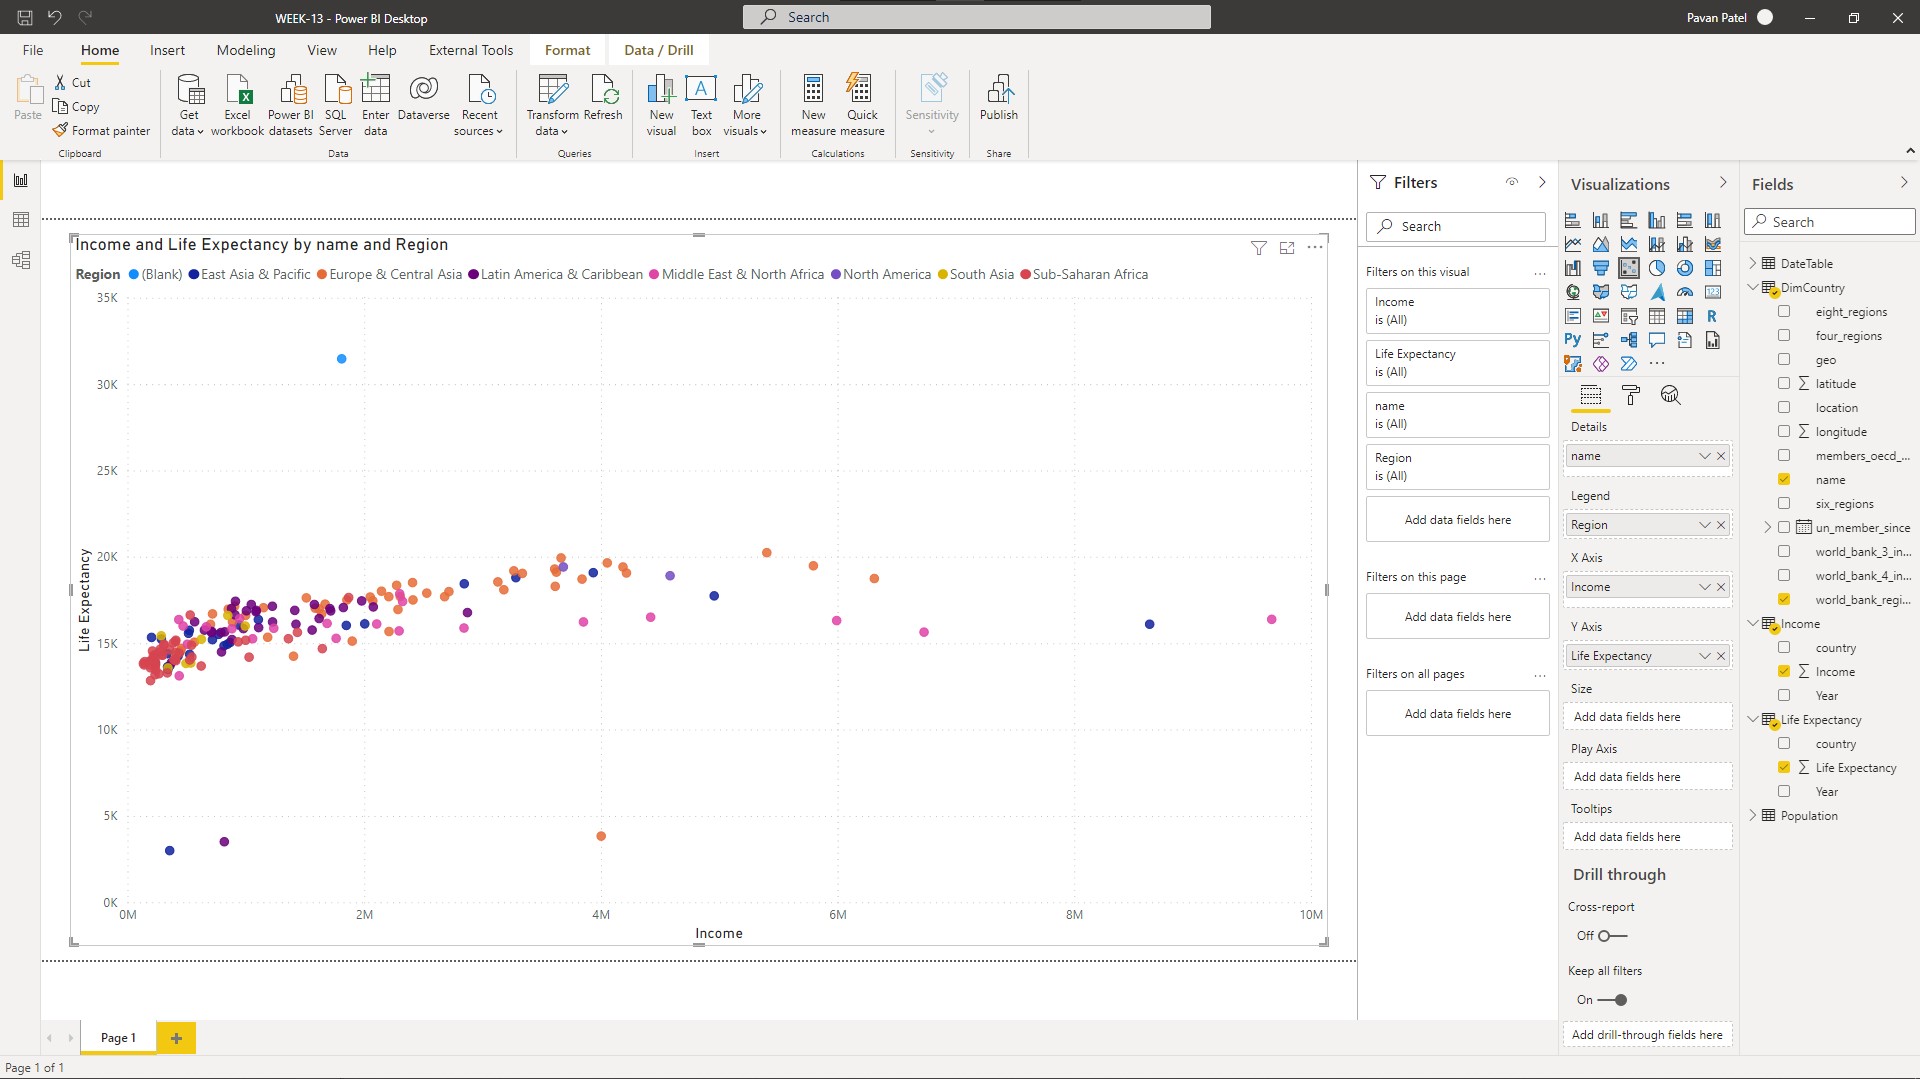 WEEK-13 - Power BI Desktop
Search
Pavan Patel
File
Home
Insert
Modeling
View
Help
External Tools
Format
Data / Drill
Paste
Cut
Copy
Format painter
Clipboard
Get data
Excel workbook
Power BI datasets
SQL Server
Enter data
Dataverse
Recent sources
Data
Transform data
Refresh
Queries
New visual
A
Text box
More visuals
Insert
New measure
Quick measure
Calculations
Sensitivity
Sensitivity
Publish
Share
Income and Life Expectancy by name and Region
Region (Blank) East Asia & Pacific Europe & Central Asia Latin America & Caribbean Middle East & North Africa North America South Asia Sub-Saharan Africa
35K
30K
25K
20K
15K
10K
5K
0K
Life Expectancy
0M 2M 4M 6M 8M 10M
Income
Filters
Search
Filters on this visual
Income
is (All)
Life Expectancy
is (All)
name
is (All)
Region
is (All)
Add data fields here
Filters on this page
Add data fields here
Filters on all pages
Add data fields here
Visualizations
123
R
Py
Details
name
Legend
Region
X Axis
Income
Y Axis
Life Expectancy
Size
Add data fields here
Play Axis
Add data fields here
Tooltips
Add data fields here
Drill through
Cross-report
Off
Keep all filters
On
Add drill-through fields here
Fields
Search
DateTable
DimCountry
eight_regions
four_regions
geo
latitude
location
longitude
members_oecd_...
name
six_regions
un_member_since
world_bank_3_in...
world_bank_4_in...
world_bank_regi...
Income
country
Income
Year
Life Expectancy
country
Life Expectancy
Year
Population
Page 1
Page 1 of 1